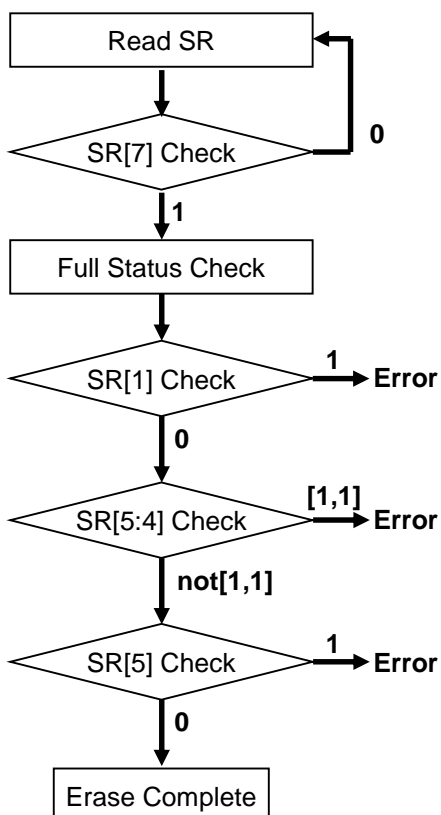 Read SR
SR[7] Check
0
1
Full Status Check
1
SR[1] Check
Error
0
[1,1]
SR[5:4] Check
Error
not[1,1]
1
SR[5] Check
Error
0
Erase Complete